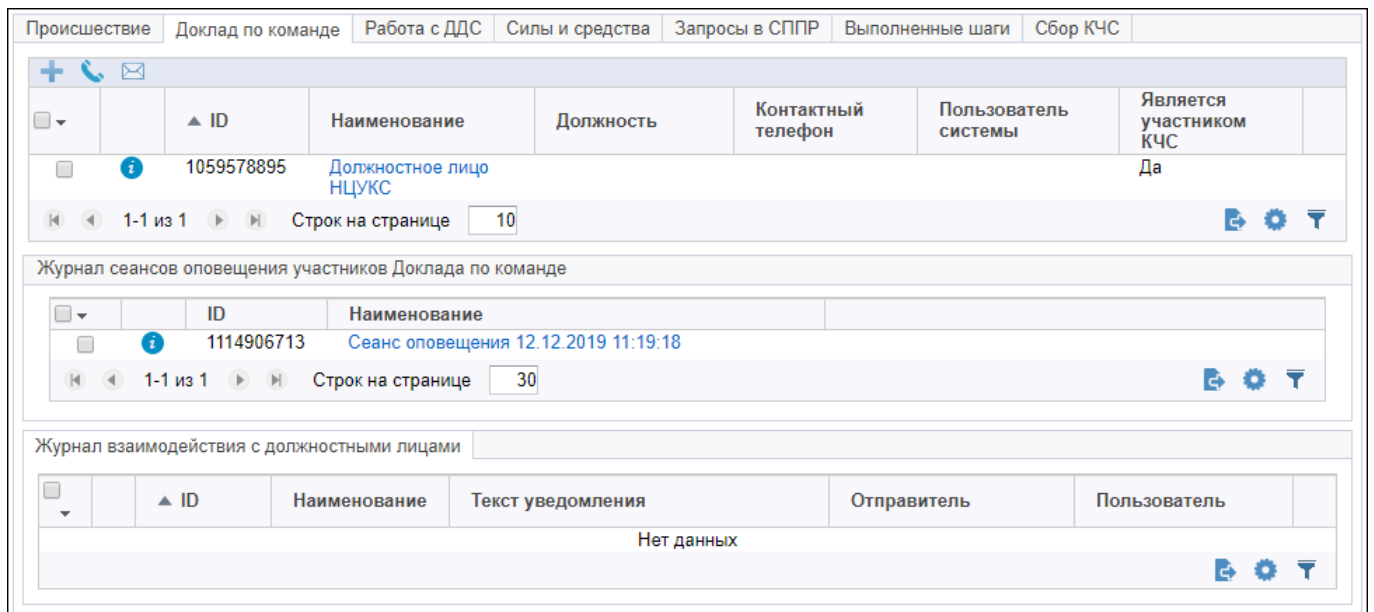 Происшествие Доклад по команде Работа с ДДС Силы и средства Запросы в СППР Выполненные шаги Сбор КЧС
ID Наименование Должность Контактный телефон Пользователь системы Является участником КЧС
1059578895 Должностное лицо НЦУКС Да
1-1 из 1 Строк на странице 10
Журнал сеансов оповещения участников Доклада по команде
ID Наименование
1114906713 Сеанс оповещения 12.12.2019 11:19:18
1-1 из 1 Строк на странице 30
Журнал взаимодействия с должностными лицами
ID Наименование Текст уведомления Отправитель Пользователь
Нет данных